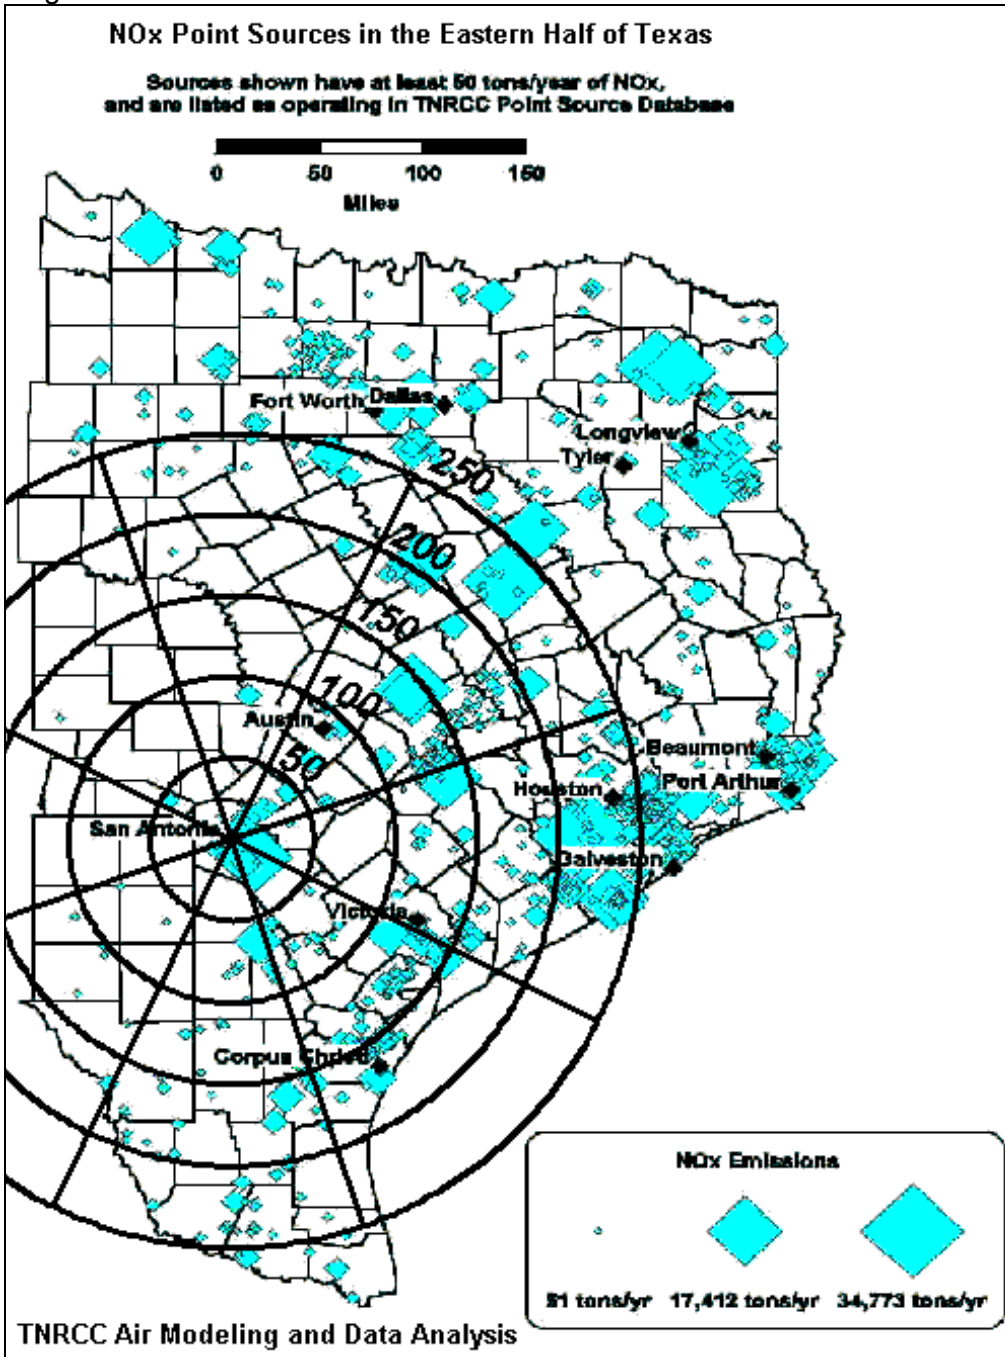 NOx Point Sources in the Eastern Half of Texas
Sources shown have at least 50 tons/year of NOx,
and are listed as operating in TNRCC Point Source Database
0 50 100 150
Miles
Fort Worth Dallas
Longview
Tyler
250
200
150
100
Austin
50
Beaumont
Port Arthur
Houston
San Antonio
Galveston
Victoria
Corpus Christi
NOx Emissions
51 tons/yr 17,412 tons/yr 34,773 tons/yr
TNRCC Air Modeling and Data Analysis